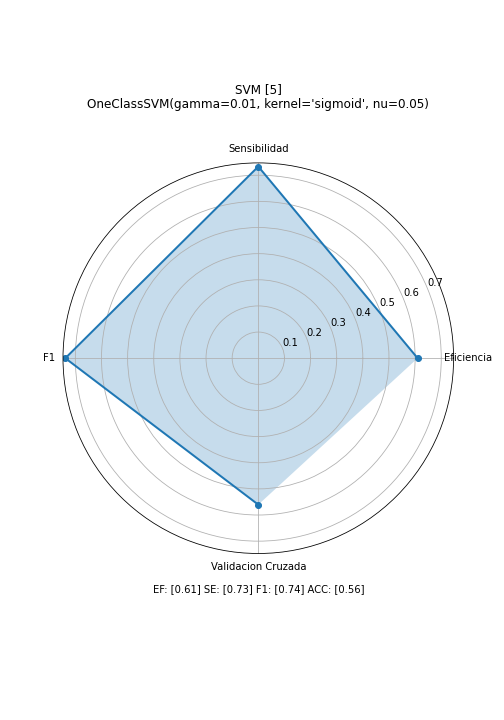 SVM [5]
OneClassSVM(gamma=0.01, kernel='sigmoid', nu=0.05)
Sensibilidad
0.7
0.6
0.5
0.4
0.3
0.2
0.1
F1
Eficiencia
Validacion Cruzada
EF: [0.61] SE: [0.73] F1: [0.74] ACC: [0.56]